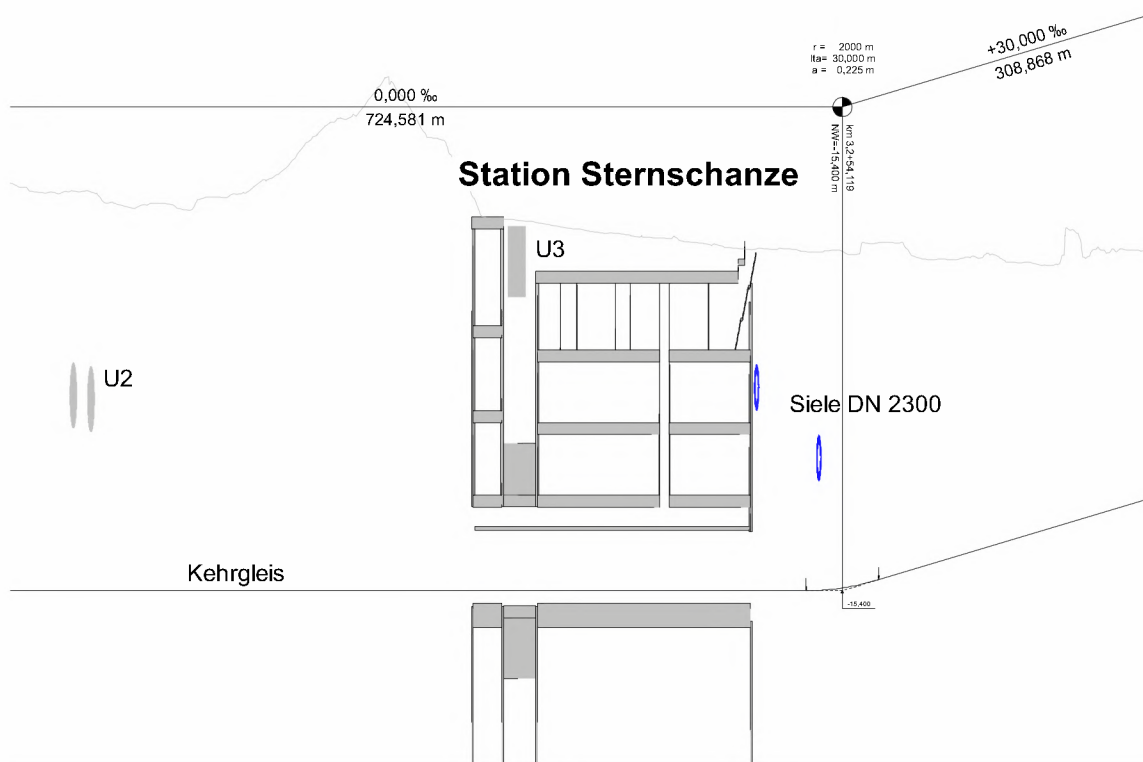 r = 2000 m
lta= 30,000 m
a = 0,225 m
+30,000 ‰
308,868 m
0,000 ‰
724,581 m
km 3,2+54,119
NW=-15,400 m
Station Sternschanze
U3
U2
Siele DN 2300
Kehrgleis
-15,400